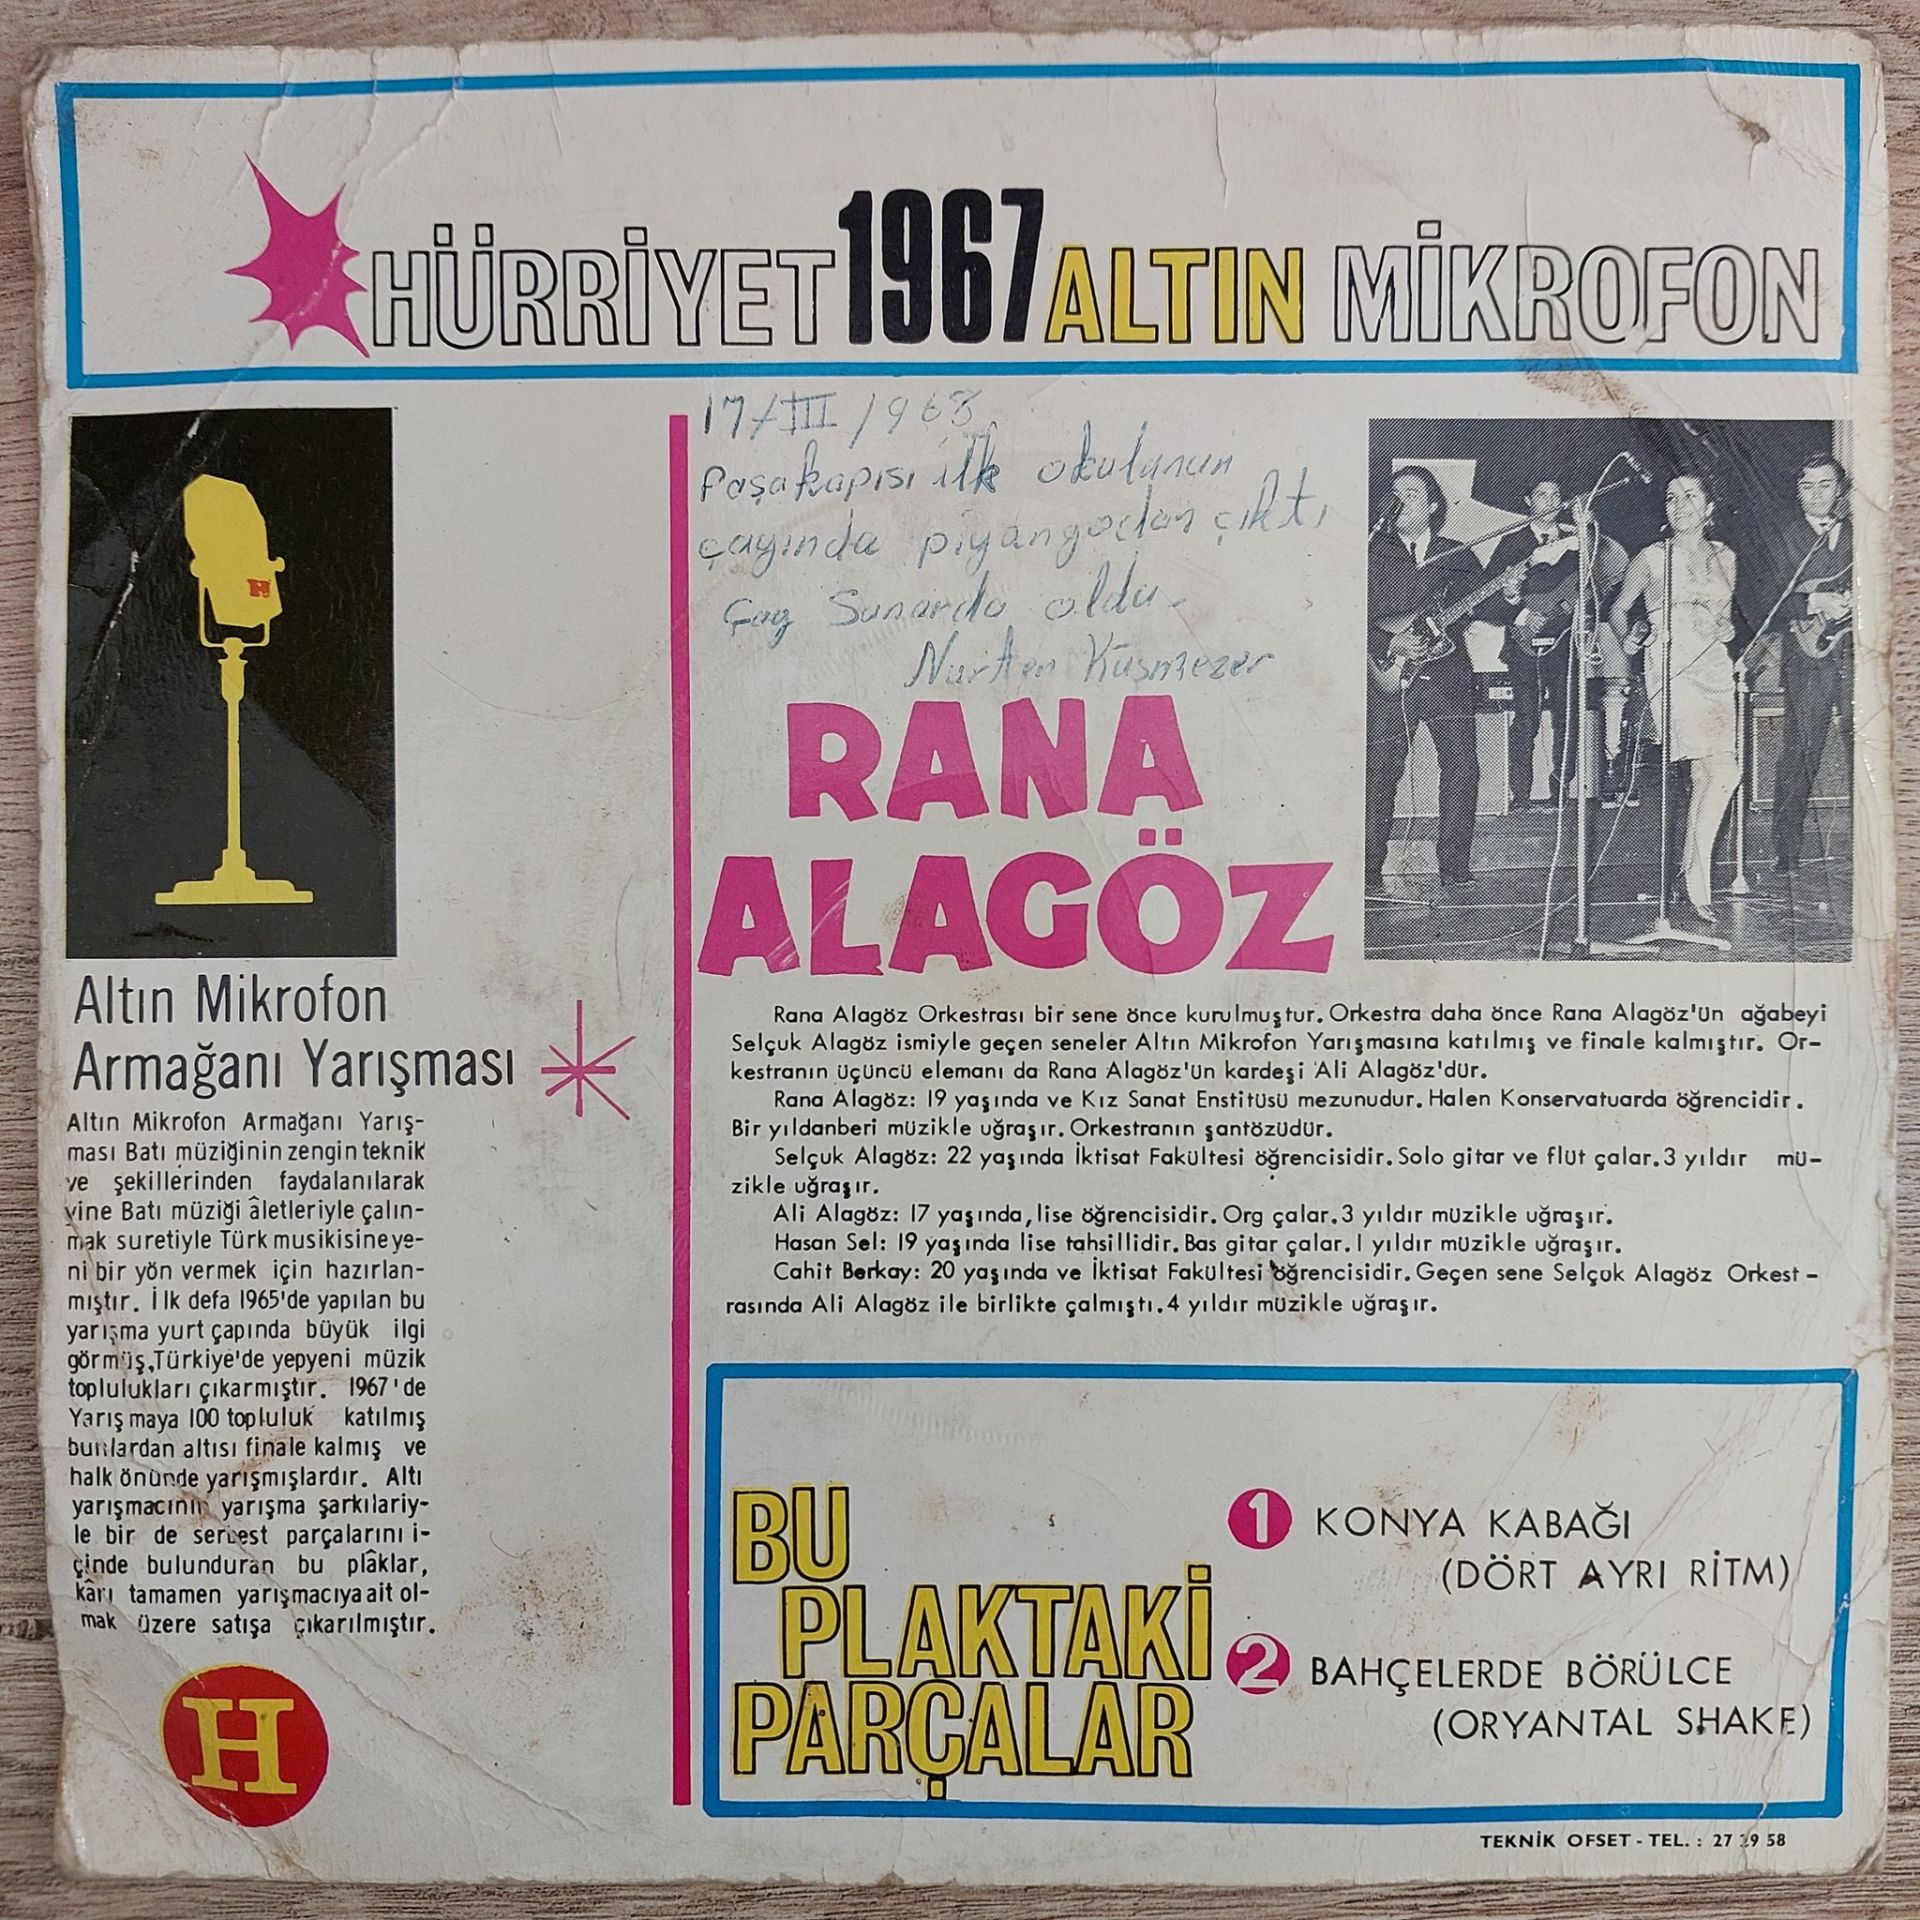 HÜRRİYET 1967 ALTIN MİKROFON
H
Altın Mikrofon
Armağanı Yarışması
Altın Mikrofon Armağanı Yarış-
ması Batı müziğinin zengin teknik
ve şekillerinden faydalanılarak
yine Batı müziği âletleriyle çalın-
mak suretiyle Türk musikisine ye-
ni bir yön vermek için hazırlan-
mıştır. İlk defa 1965'de yapılan bu
yarışma yurt çapında büyük ilgi
görmüş, Türkiye'de yepyeni müzik
toplulukları çıkarmıştır. 1967'de
Yarışmaya 100 topluluk katılmış
bunlardan altısı finale kalmış ve
halk önünde yarışmışlardır. Altı
yarışmacının yarışma şarkılariy-
le bir de serbest parçalarını i-
çinde bulunduran bu plâklar,
kârı tamamen yarışmacıya ait ol-
mak üzere satışa çıkarılmıştır.
H
17/III/1968
Paşakapısı ilk okulunun
çayında piyangodan çıktı
Çay Sunarda oldu.
Nurten Küsmezer
RANA
ALAGÖZ
Rana Alagöz Orkestrası bir sene önce kurulmuştur. Orkestra daha önce Rana Alagöz'ün ağabeyi
Selçuk Alagöz ismiyle geçen seneler Altın Mikrofon Yarışmasına katılmış ve finale kalmıştır. Or-
kestranın üçüncü elemanı da Rana Alagöz'ün kardeşi Ali Alagöz'dür.
Rana Alagöz: 19 yaşında ve Kız Sanat Enstitüsü mezunudur. Halen Konservatuarda öğrencidir.
Bir yıldanberi müzikle uğraşır. Orkestranın şantözüdür.
Selçuk Alagöz: 22 yaşında İktisat Fakültesi öğrencisidir. Solo gitar ve flüt çalar. 3 yıldır mü-
zikle uğraşır.
Ali Alagöz: 17 yaşında, lise öğrencisidir. Org çalar. 3 yıldır müzikle uğraşır.
Hasan Sel: 19 yaşında lise tahsillidir. Bas gitar çalar. 1 yıldır müzikle uğraşır.
Cahit Berkay: 20 yaşında ve İktisat Fakültesi öğrencisidir. Geçen sene Selçuk Alagöz Orkest-
rasında Ali Alagöz ile birlikte çalmıştı. 4 yıldır müzikle uğraşır.
BU
PLAKTAKİ
PARÇALAR
1 KONYA KABAĞI
(DÖRT AYRI RİTM)
2 BAHÇELERDE BÖRÜLCE
(ORYANTAL SHAKE)
TEKNİK OFSET - TEL. : 27 29 58